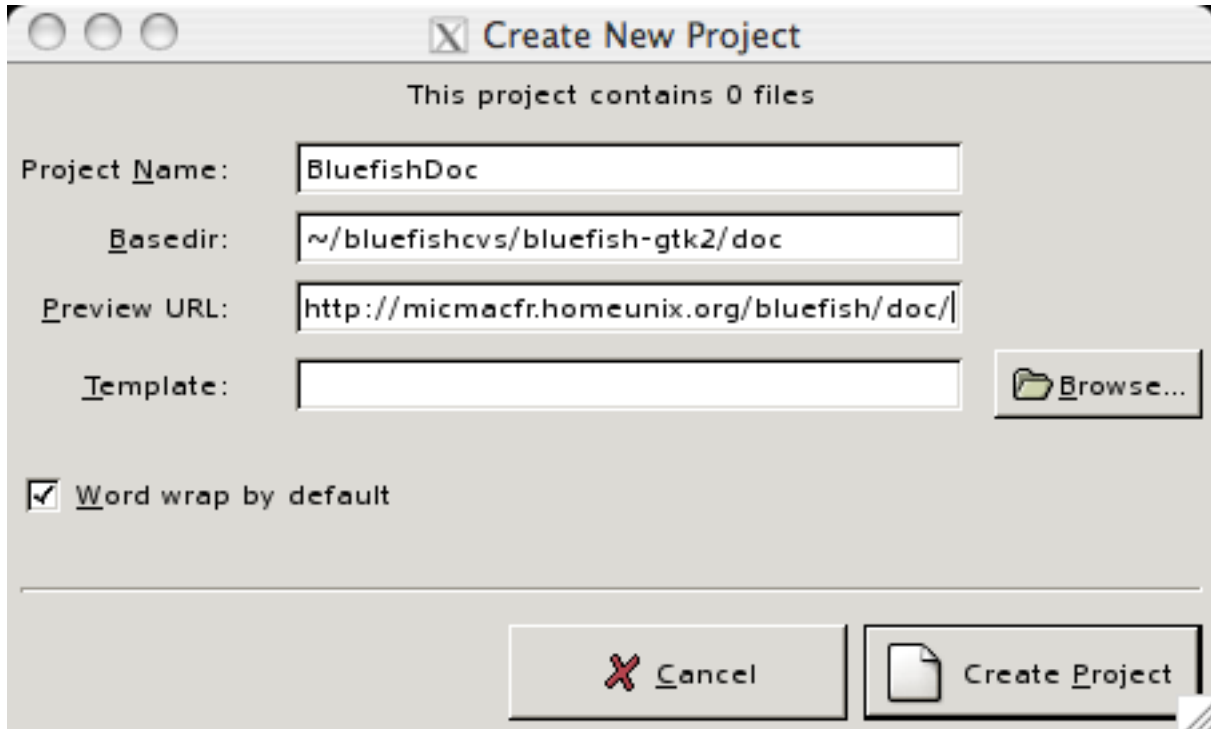 Create New Project
This project contains 0 files
Project Name: BluefishDoc
Basedir: ~/bluefishcvs/bluefish-gtk2/doc
Preview URL: http://micmacfr.homeunix.org/bluefish/doc/
Template: Browse...
Word wrap by default
Cancel Create Project